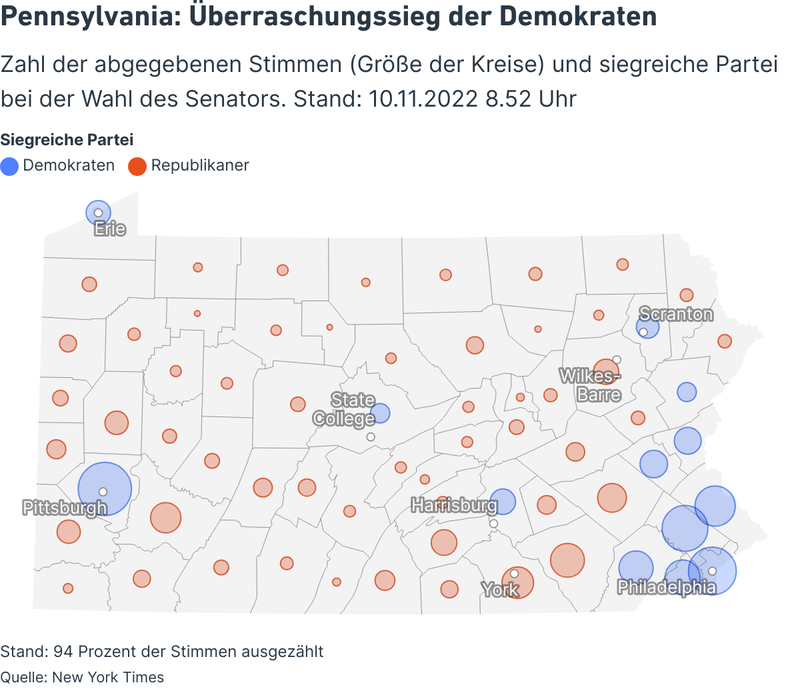 Pennsylvania: Überraschungssieg der Demokraten
Zahl der abgegebenen Stimmen (Größe der Kreise) und siegreiche Partei
bei der Wahl des Senators. Stand: 10.11.2022 8.52 Uhr
Siegreiche Partei
Demokraten Republikaner
Erie
Scranton
Wilkes-
Barre
State
College
Pittsburgh
Harrisburg
York
Philadelphia
Stand: 94 Prozent der Stimmen ausgezählt
Quelle: New York Times